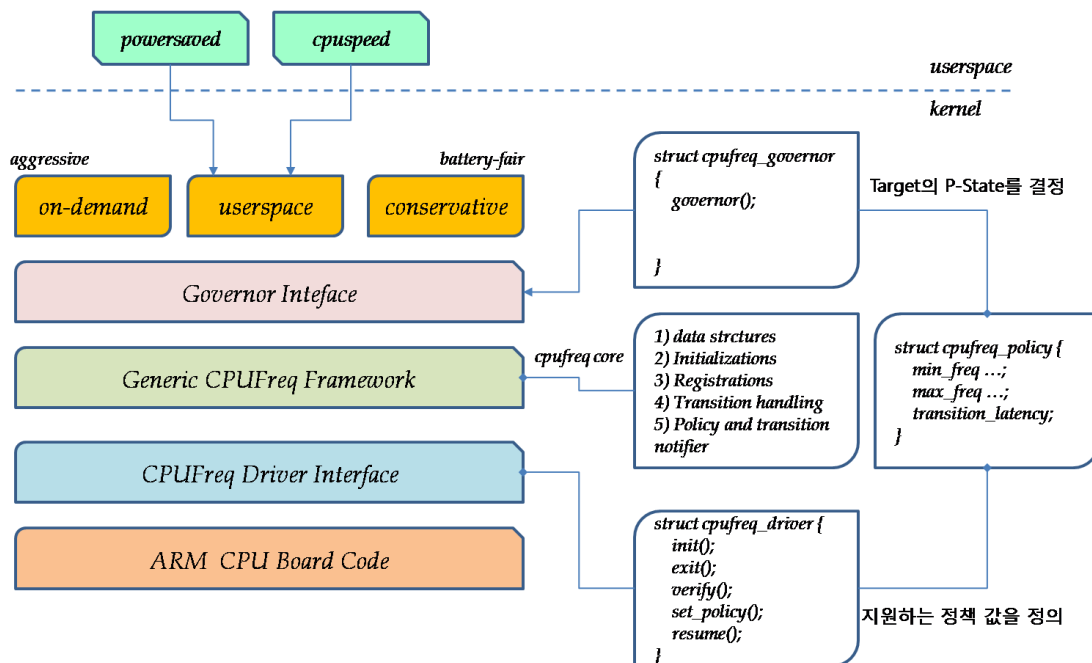 powersaved
cpuspeed
userspace
kernel
aggressive
battery-fair
on-demand
userspace
conservative
struct cpufreq_governor
{
governor();
}
Target의 P-State를 결정
Governor Inteface
Generic CPUFreq Framework
cpufreq core
1) data strctures
2) Initializations
3) Registrations
4) Transition handling
5) Policy and transition
notifier
struct cpufreq_policy {
min_freq ...;
max_freq ...;
transition_latency;
}
CPUFreq Driver Interface
ARM CPU Board Code
struct cpufreq_driver {
init();
exit();
verify();
set_policy();
resume();
}
지원하는 정책 값을 정의